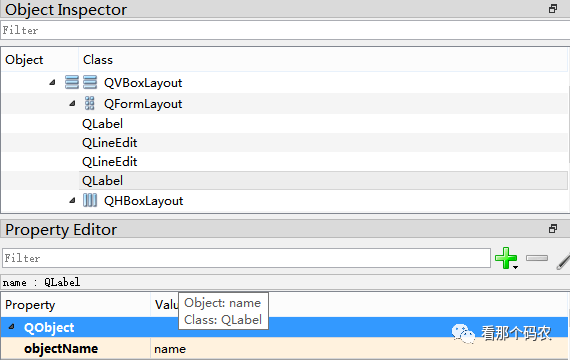 Object Inspector
Filter
Object Class
QVBoxLayout
QFormLayout
QLabel
QLineEdit
QLineEdit
QLabel
QHBoxLayout
Property Editor
Filter
name : QLabel
Property Valu
Object: name
Class: QLabel
QObject
objectName name
看那个码农